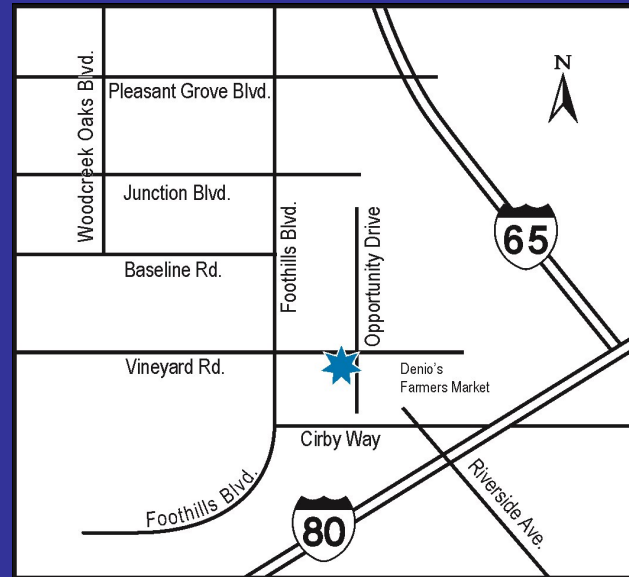 N
Woodcreek Oaks Blvd.
Pleasant Grove Blvd.
Junction Blvd.
Foothills Blvd.
Opportunity Drive
65
Baseline Rd.
Vineyard Rd.
Denio's
Farmers Market
Cirby Way
Foothills Blvd.
80
Riverside Ave.